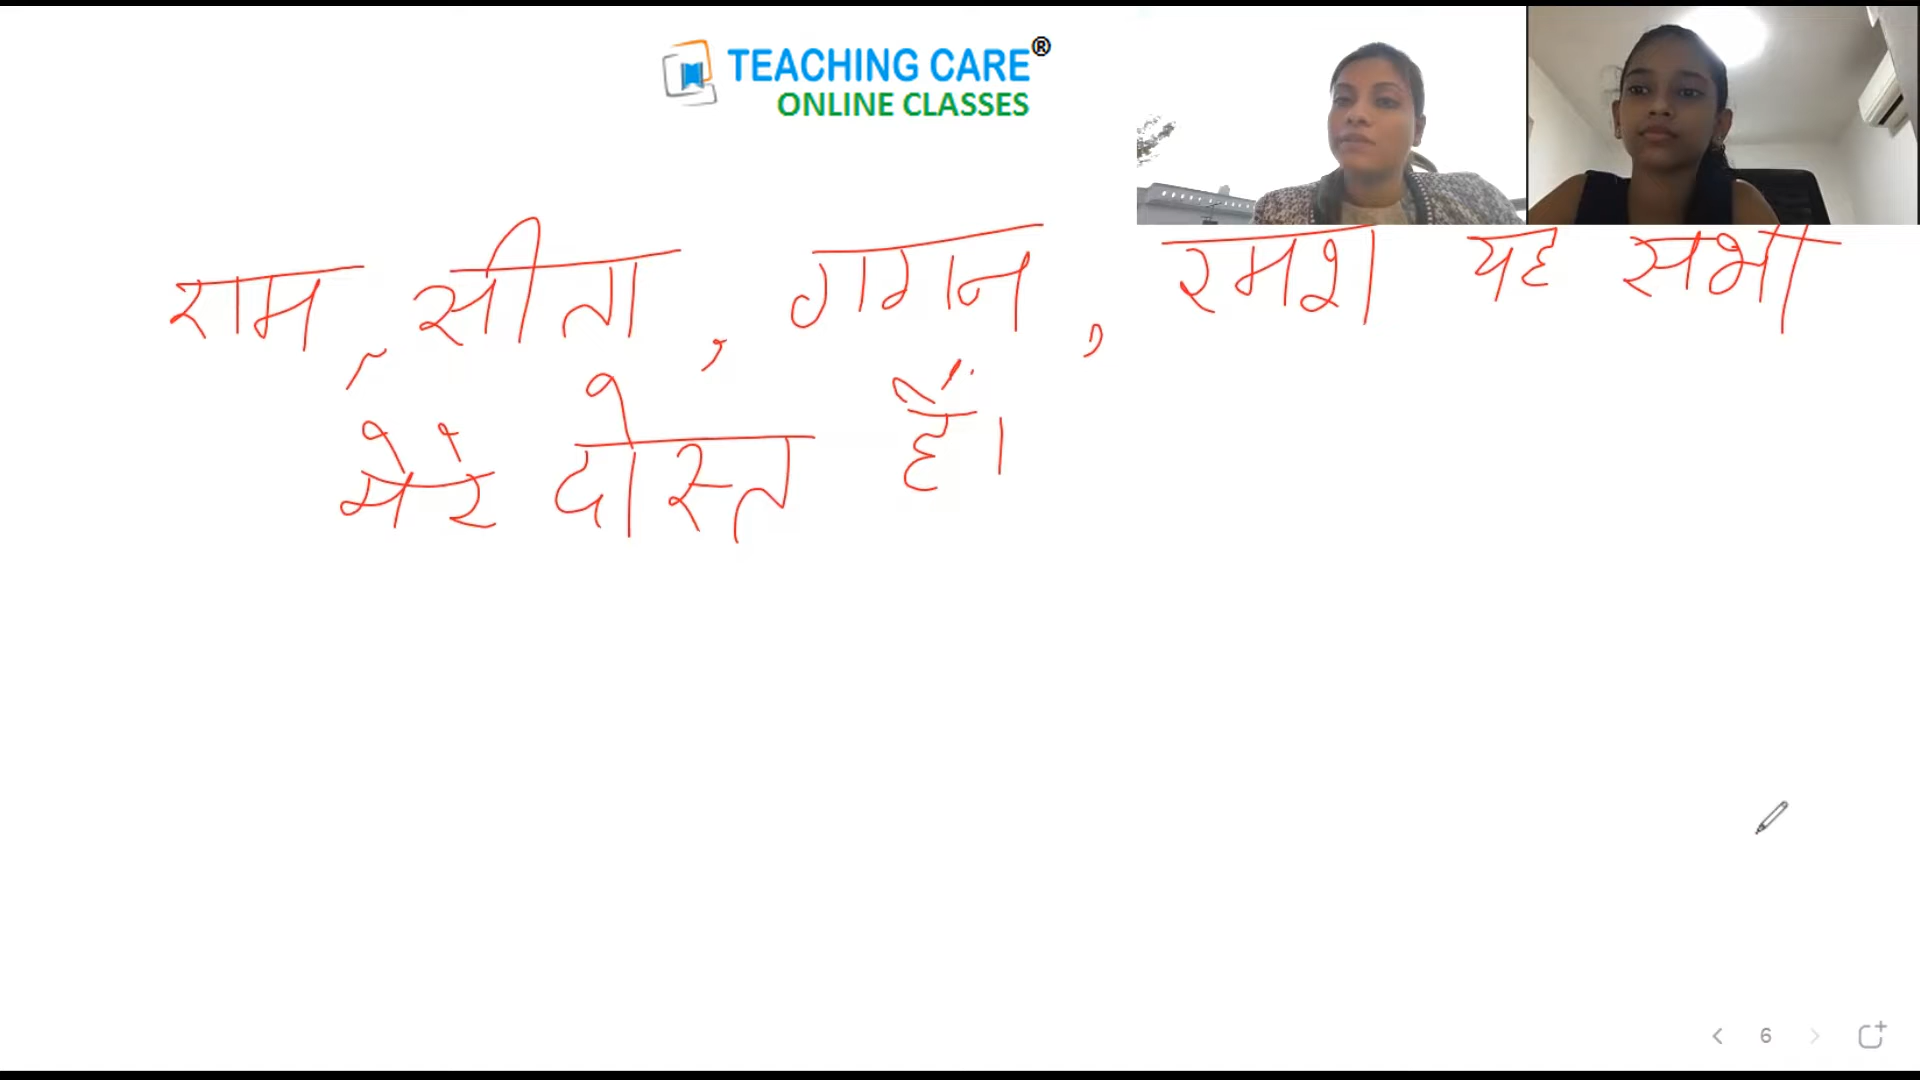 TEACHING CARE®
ONLINE CLASSES
राम, सीता, गगन, रमेश यह सभी
मेरे दोस्त हैं।
6